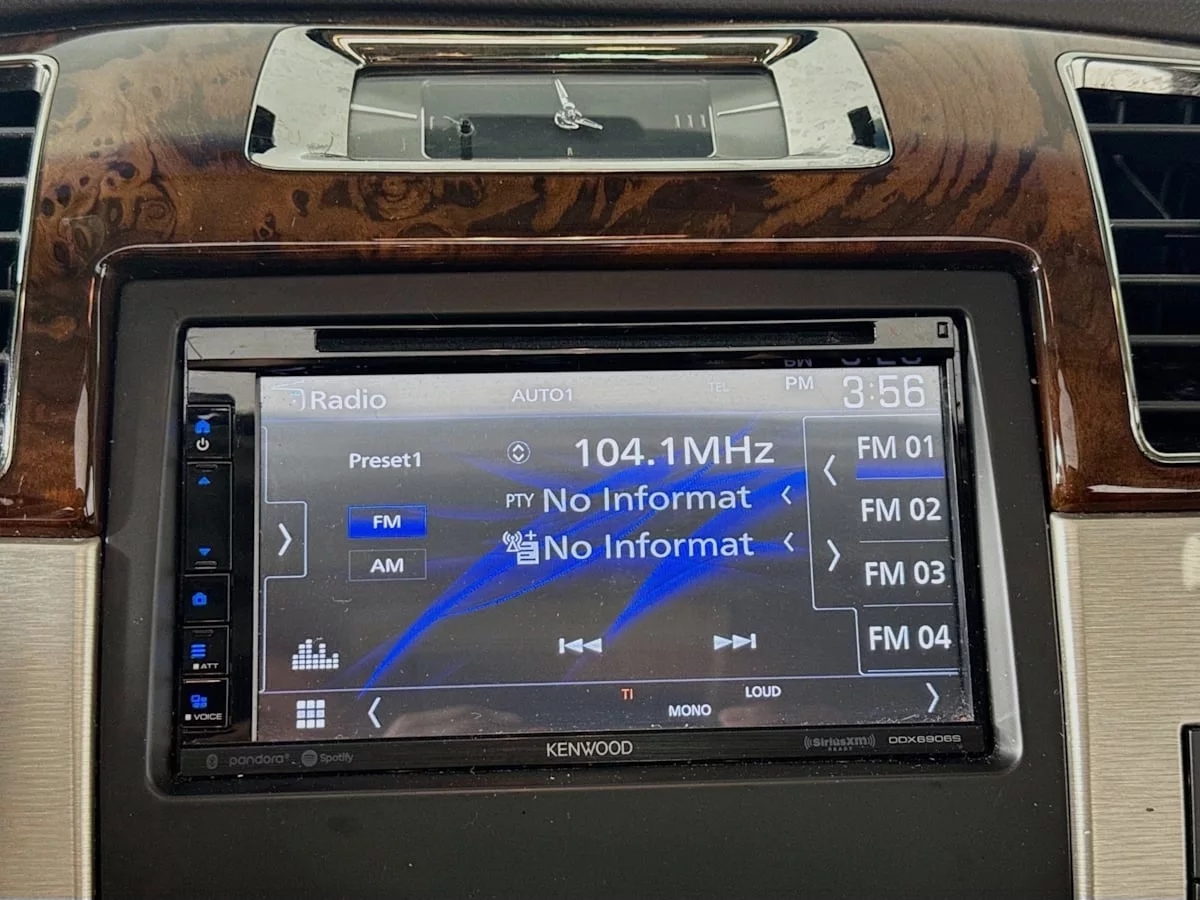 Radio
AUTO1
TEL
PM
3:56
Preset1
104.1MHz
FM 01
PTY No Informat
FM 02
FM
No Informat
AM
FM 03
FM 04
TI
MONO
LOUD
ATT
VOICE
pandora
Spotify
KENWOOD
SiriusXM
READY
DDX6906S